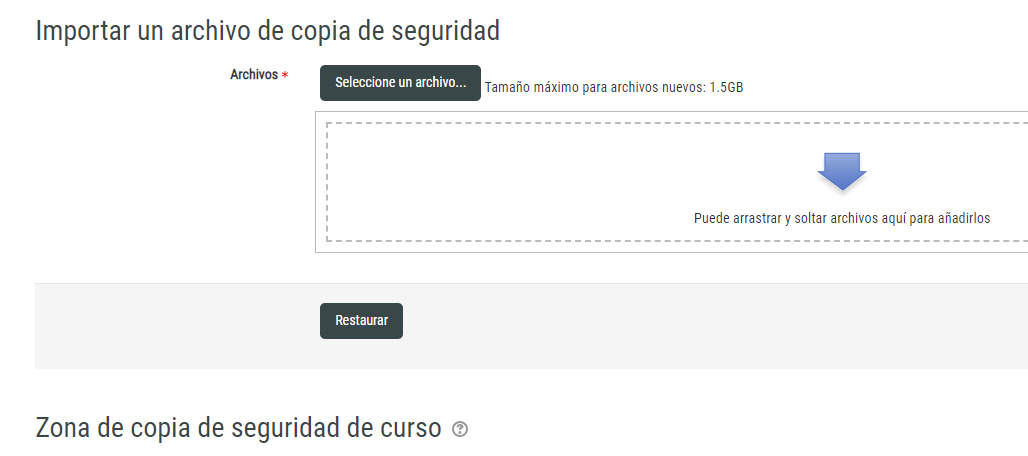 Importar un archivo de copia de seguridad
Archivos *
Seleccione un archivo...
Tamaño máximo para archivos nuevos: 1.5GB
Puede arrastrar y soltar archivos aquí para añadirlos
Restaurar
Zona de copia de seguridad de curso ?